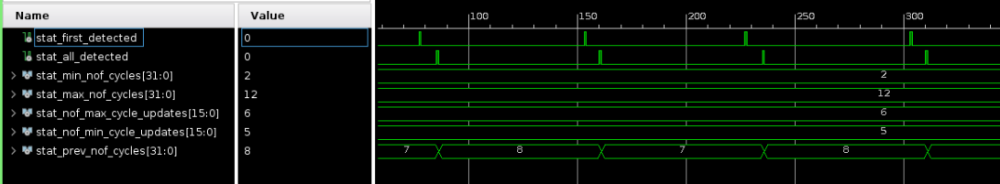 Name Value 100 150 200 250 300
stat_first_detected 0
stat_all_detected 0
stat_min_nof_cycles[31:0] 2 2
stat_max_nof_cycles[31:0] 12 12
stat_nof_max_cycle_updates[15:0] 6 6
stat_nof_min_cycle_updates[15:0] 5 5
stat_prev_nof_cycles[31:0] 8 7 8 7 8